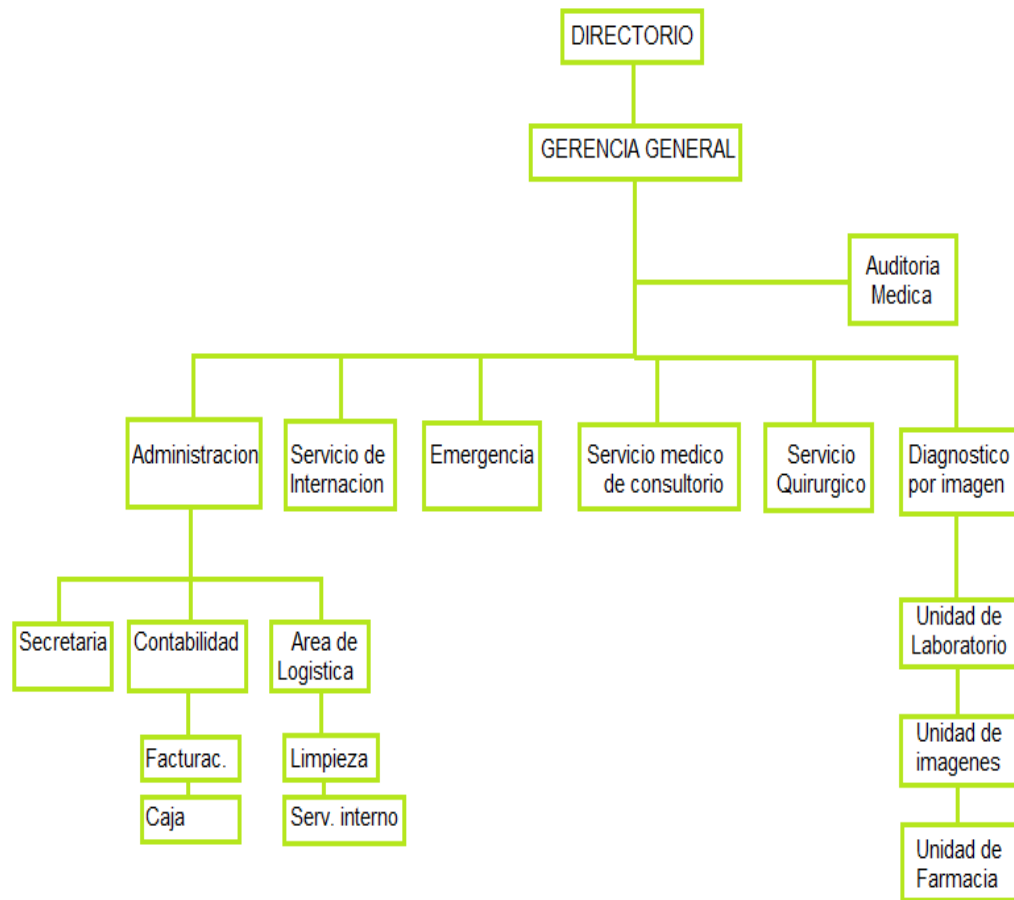 DIRECTORIO
GERENCIA GENERAL
Auditoria
Medica
Administracion
Servicio de
Internacion
Emergencia
Servicio medico
de consultorio
Servicio
Quirurgico
Diagnostico
por imagen
Secretaria
Contabilidad
Area de
Logistica
Unidad de
Laboratorio
Facturac.
Limpieza
Unidad de
imagenes
Caja
Serv. interno
Unidad de
Farmacia